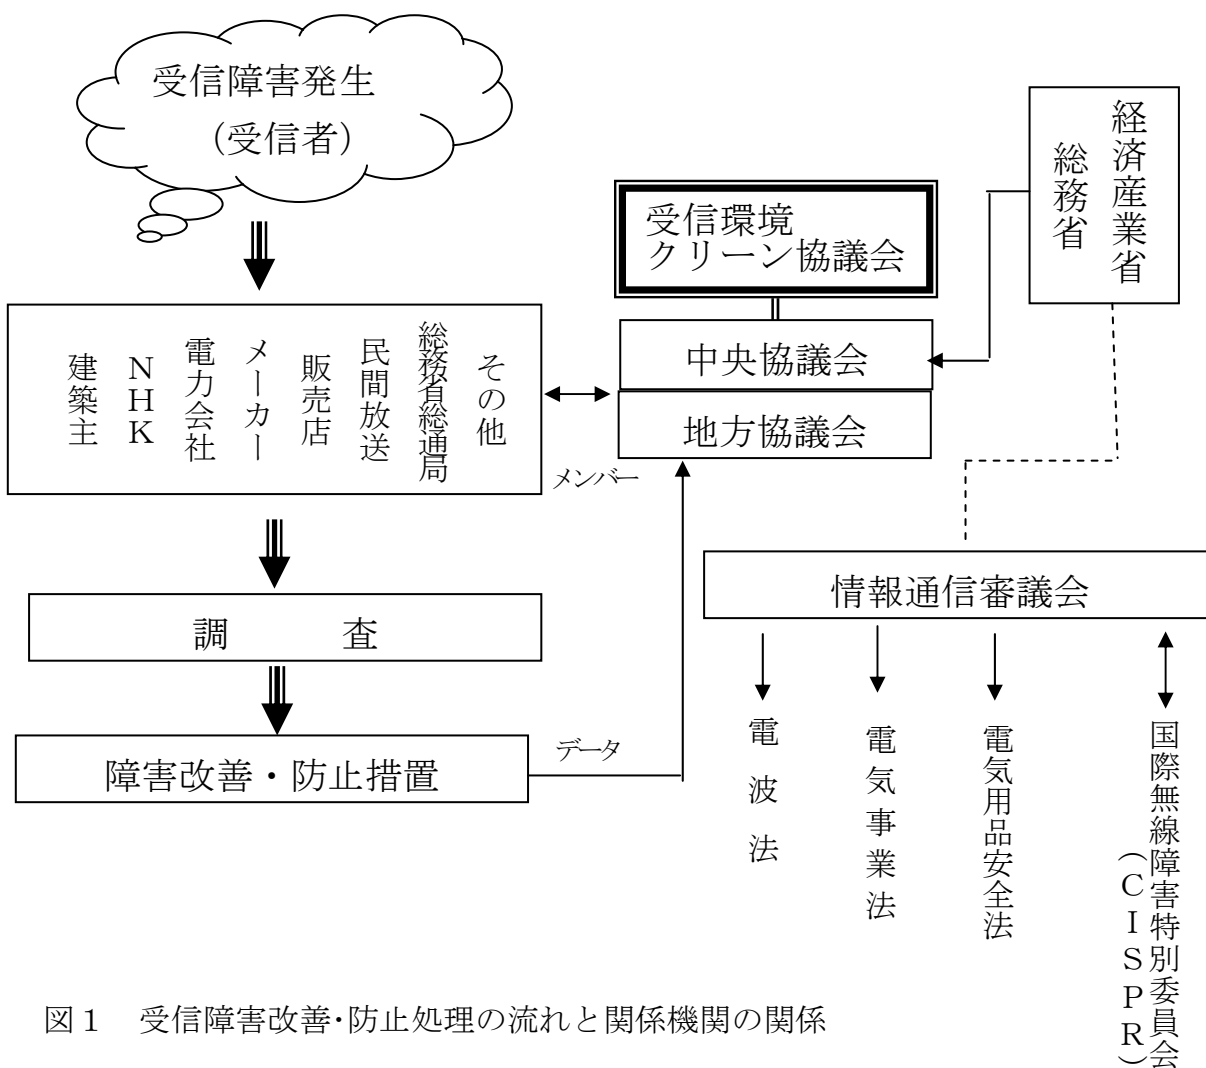 受信障害発生
(受信者)
経済産業省
総務省
受信環境
クリーン協議会
中央協議会
地方協議会
建築主
NHK
電力会社
メーカー
販売店
民間放送
総務省総通局
その他
メンバー
情報通信審議会
調　　　査
障害改善・防止措置
データ
電波法
電気事業法
電気用品安全法
国際無線障害特別委員会
（CISPR）
図1　受信障害改善・防止処理の流れと関係機関の関係